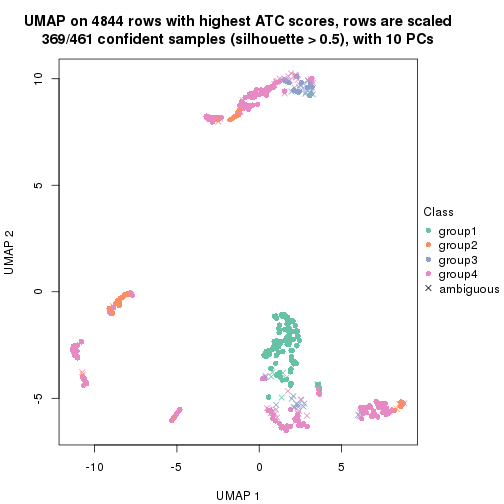 UMAP on 4844 rows with highest ATC scores, rows are scaled
369/461 confident samples (silhouette > 0.5), with 10 PCs
10
5
0
-5
UMAP 2
-10
-5
0
5
UMAP 1
Class
group1
group2
group3
group4
ambiguous